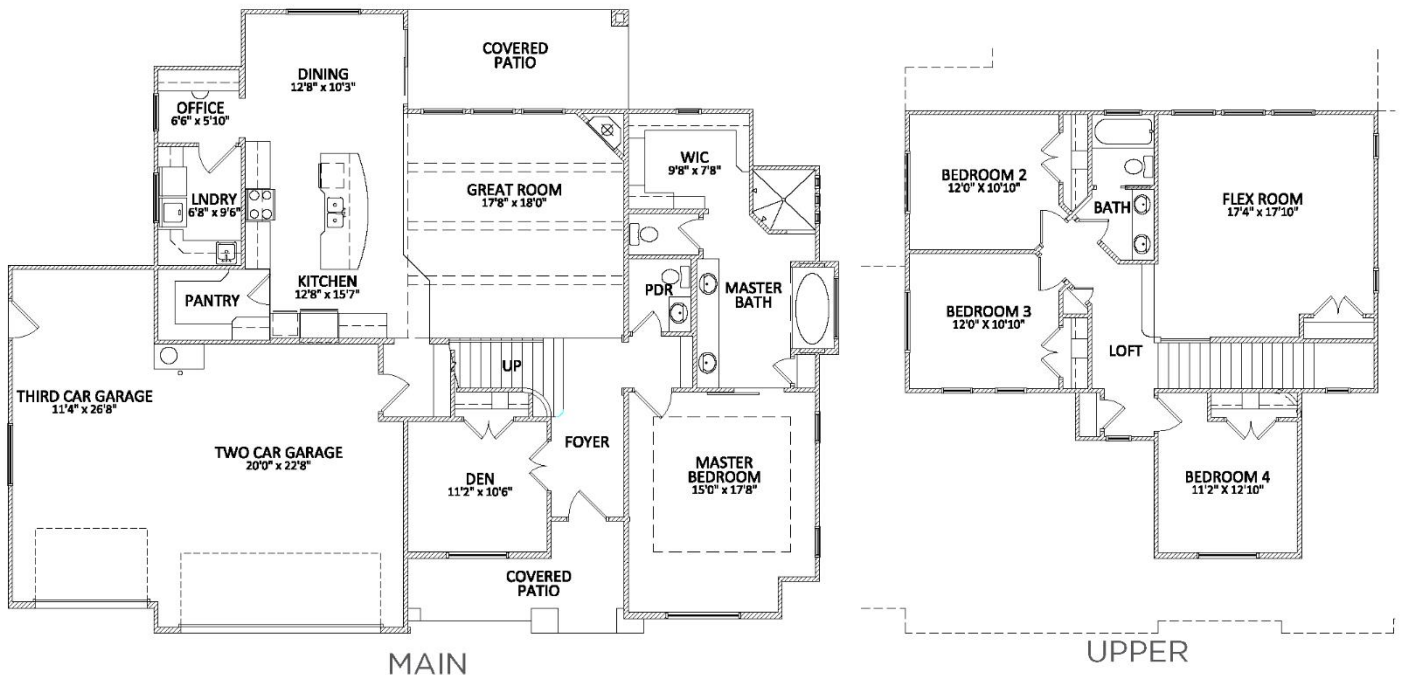 COVERED
PATIO
DINING
12'8" x 10'3"
OFFICE
6'6" x 5'10"
LNDRY
6'8" x 9'6"
WIC
9'8" x 7'8"
GREAT ROOM
17'8" x 18'0"
KITCHEN
12'8" x 15'7"
PANTRY
PDR
MASTER
BATH
UP
THIRD CAR GARAGE
11'4" x 26'8"
TWO CAR GARAGE
20'0" x 22'8"
FOYER
DEN
11'2" x 10'6"
MASTER
BEDROOM
15'0" x 17'8"
COVERED
PATIO
MAIN
BEDROOM 2
12'0" X 10'10"
BATH
FLEX ROOM
17'4" x 17'10"
BEDROOM 3
12'0" X 10'10"
LOFT
BEDROOM 4
11'2" X 12'10"
UPPER